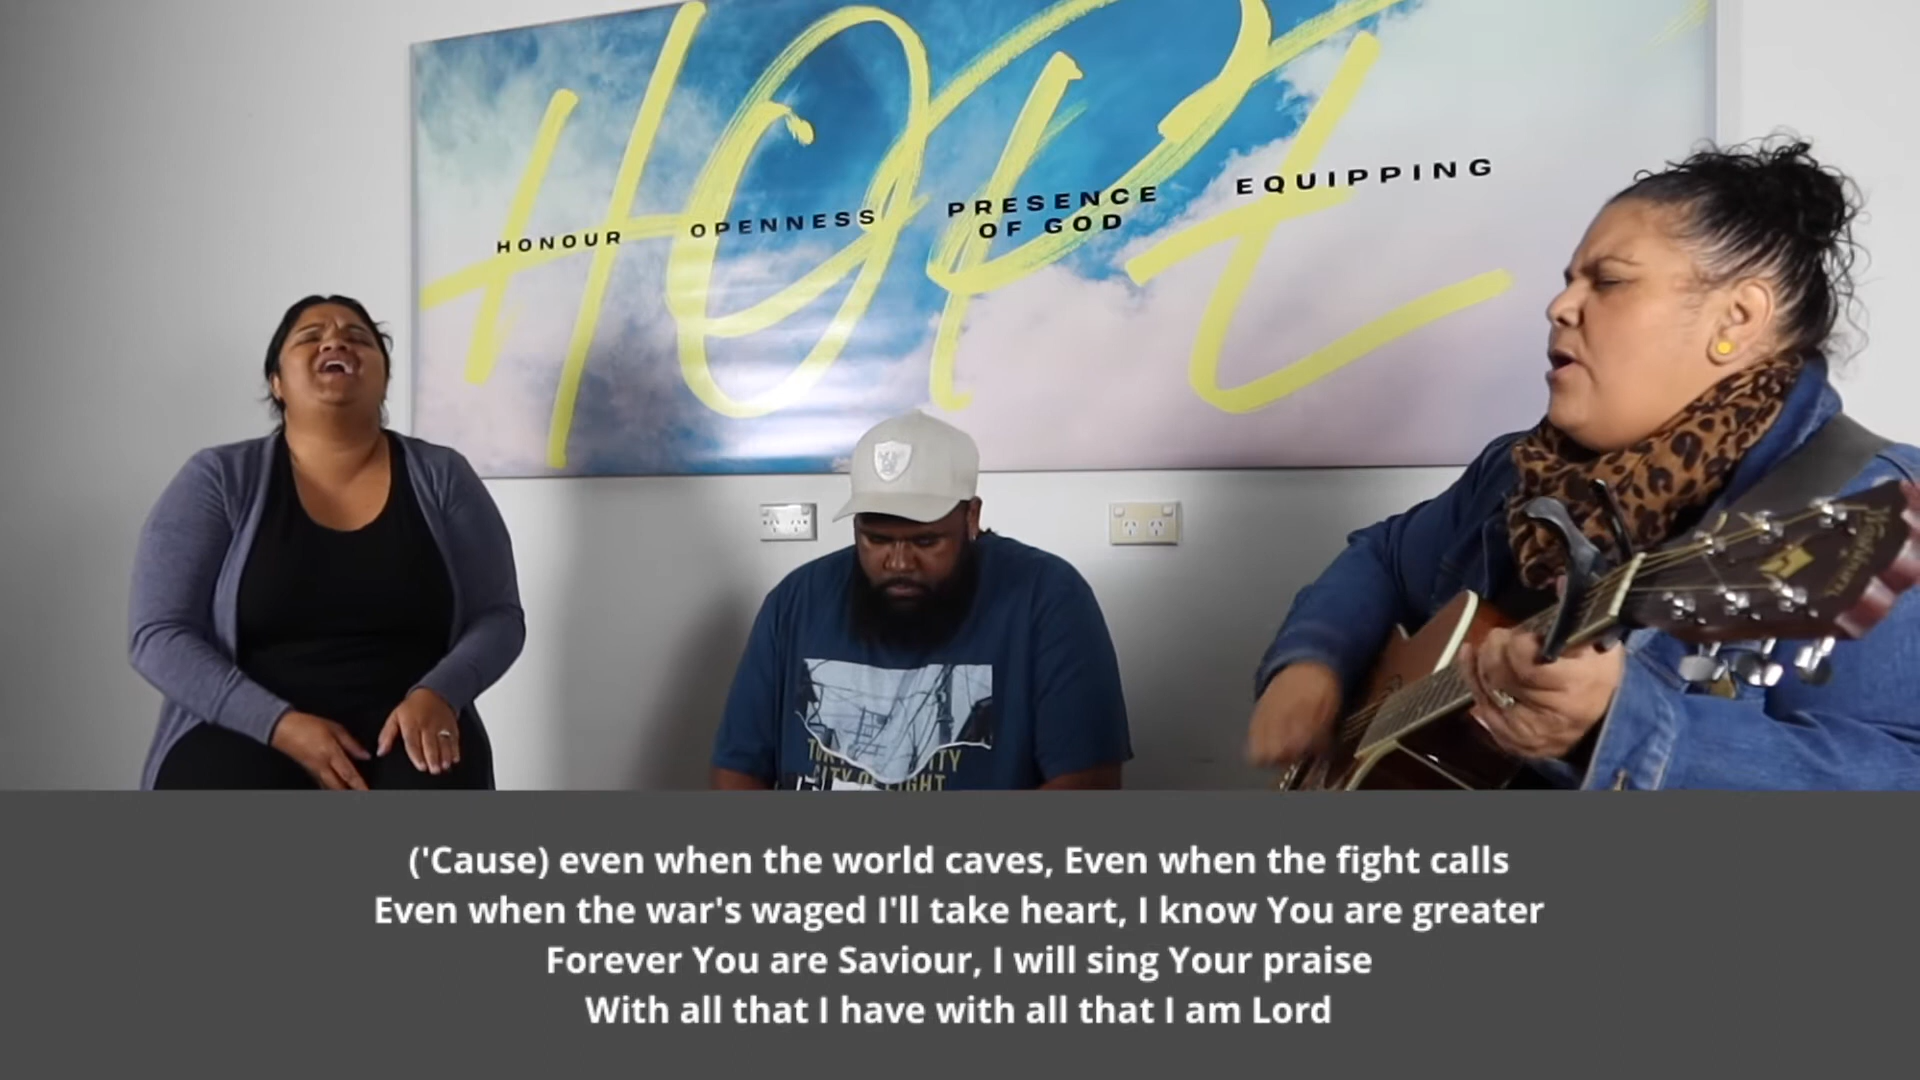 HOPE
HONOUR
OPENNESS
PRESENCE
OF GOD
EQUIPPING
('Cause) even when the world caves, Even when the fight calls
Even when the war's waged I'll take heart, I know You are greater
Forever You are Saviour, I will sing Your praise
With all that I have with all that I am Lord